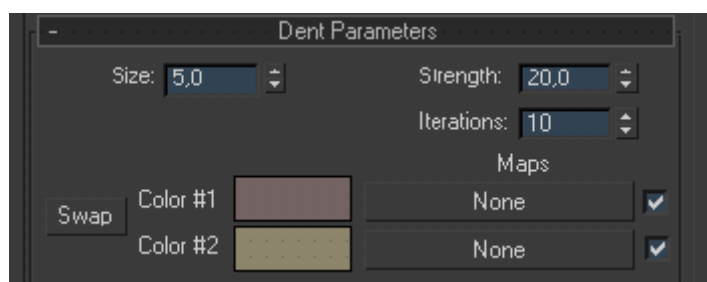 - Dent Parameters
Size: 5,0 Strength: 20,0
Iterations: 10
Maps
Swap Color #1 None
Color #2 None